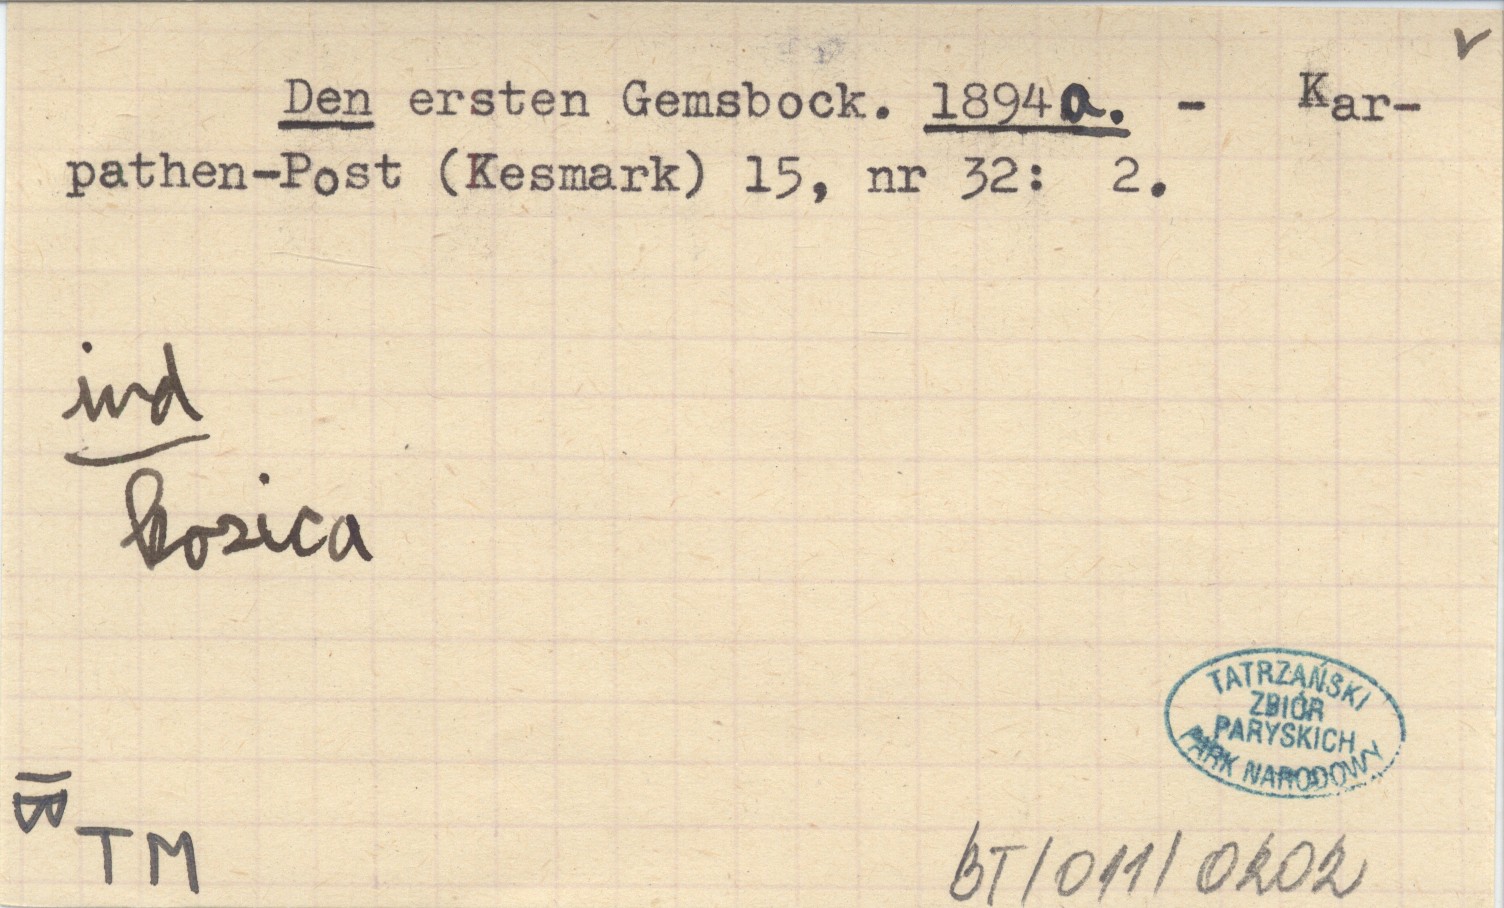 Den ersten Gemsbock. 1894a. - Kar-
pathen-Post (Kesmark) 15, nr 32: 2.
ind
kozica
TATRZAŃSKI
ZBIÓR
PARYSKICH
PARK NARODOWY
TM
BT/011/0202